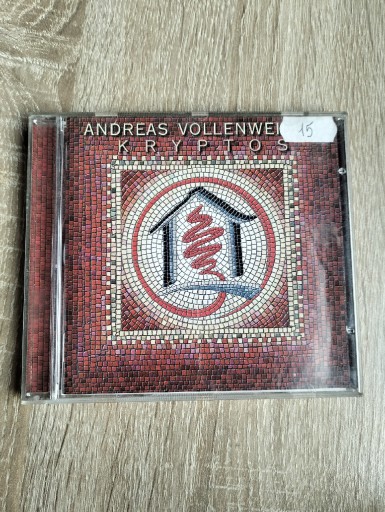 ANDREAS VOLLENWEI
KRYPTOS
15